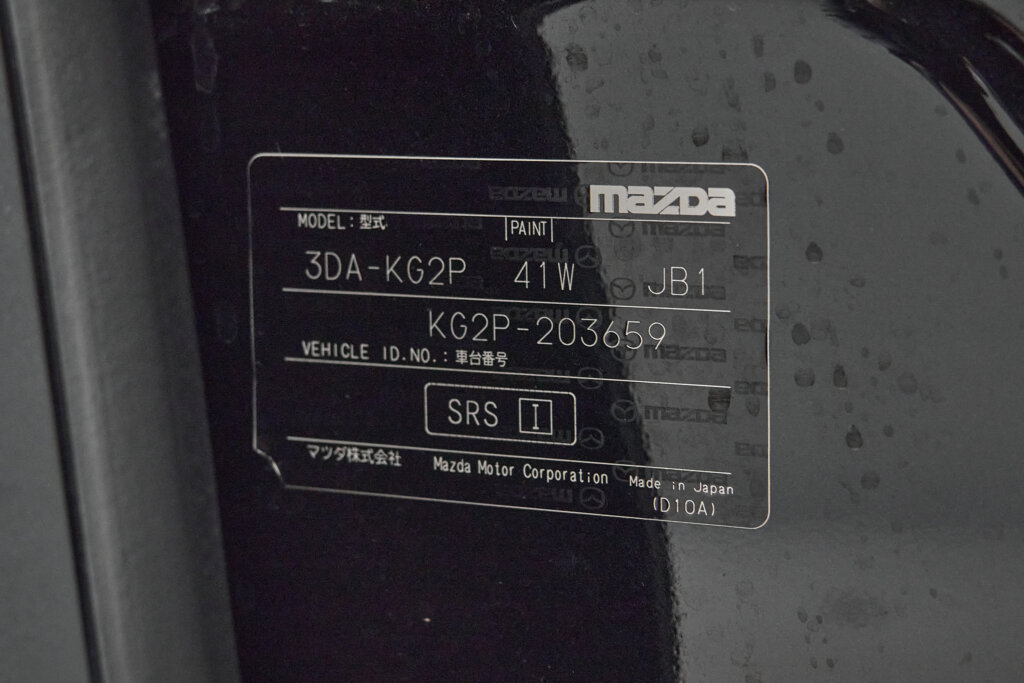 mazda
MODEL：型式 PAINT
3DA-KG2P 41W JB1
KG2P-203659
VEHICLE ID.NO.：車台番号
SRS I
マツダ株式会社 Mazda Motor Corporation Made in Japan
(D10A)